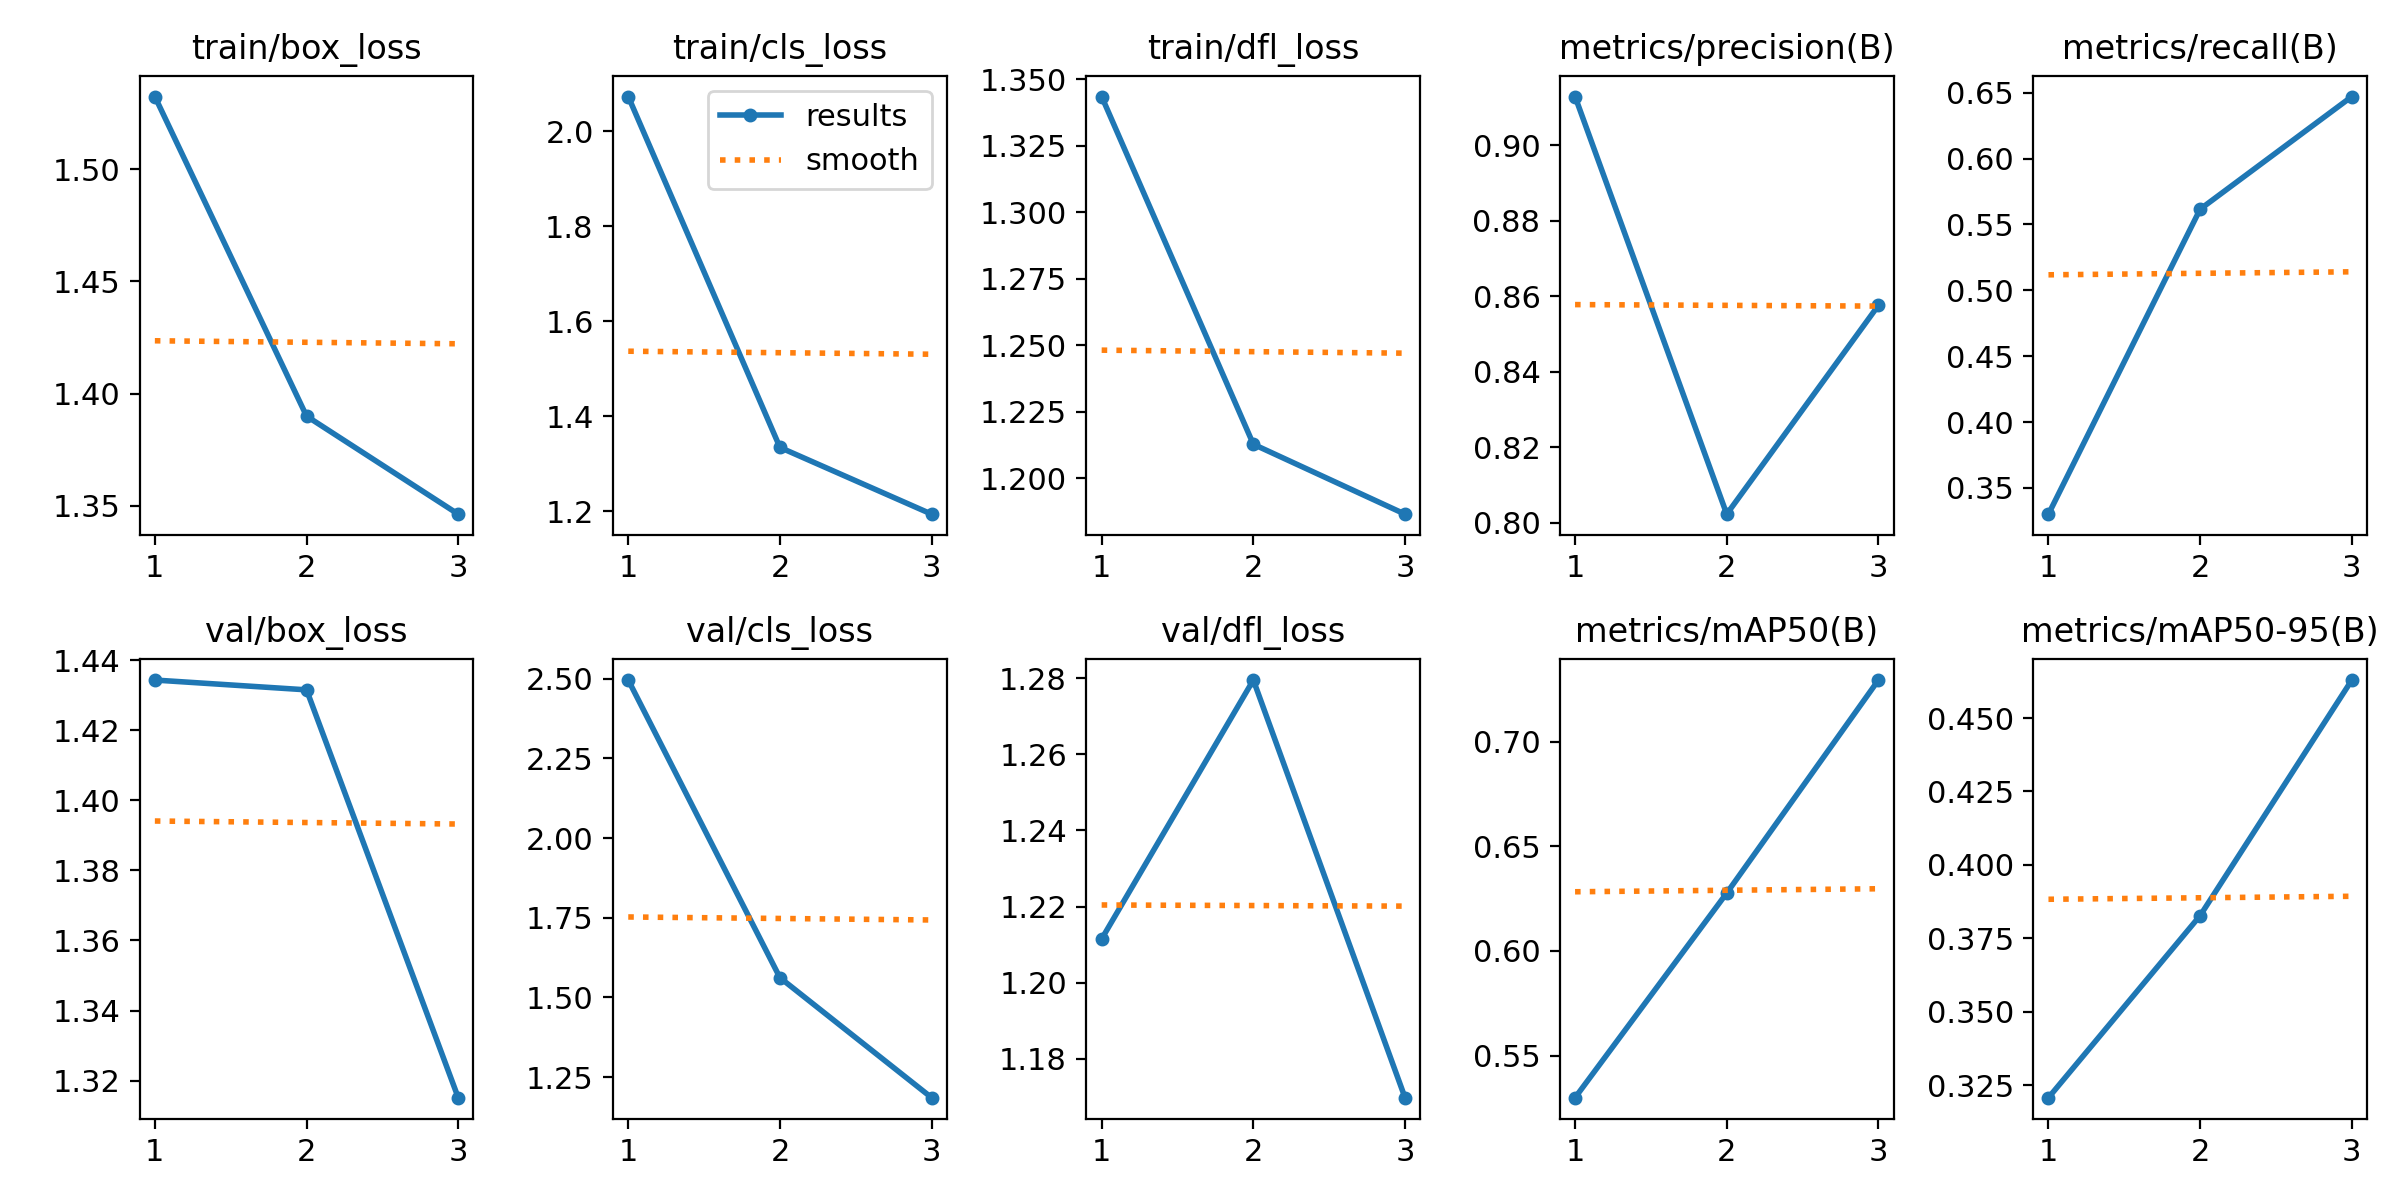 train/box_loss
1.50
1.45
1.40
1.35
1 2 3
train/cls_loss
results
smooth
2.0
1.8
1.6
1.4
1.2
1 2 3
train/dfl_loss
1.350
1.325
1.300
1.275
1.250
1.225
1.200
1 2 3
metrics/precision(B)
0.90
0.88
0.86
0.84
0.82
0.80
1 2 3
metrics/recall(B)
0.65
0.60
0.55
0.50
0.45
0.40
0.35
1 2 3
val/box_loss
1.44
1.42
1.40
1.38
1.36
1.34
1.32
1 2 3
val/cls_loss
2.50
2.25
2.00
1.75
1.50
1.25
1 2 3
val/dfl_loss
1.28
1.26
1.24
1.22
1.20
1.18
1 2 3
metrics/mAP50(B)
0.70
0.65
0.60
0.55
1 2 3
metrics/mAP50-95(B)
0.450
0.425
0.400
0.375
0.350
0.325
1 2 3